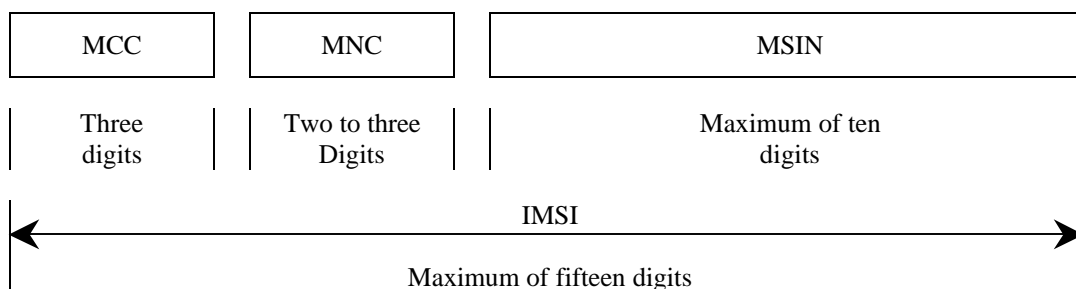 MCC MNC MSIN
Three Two to three Maximum of ten
digits Digits digits
IMSI
Maximum of fifteen digits